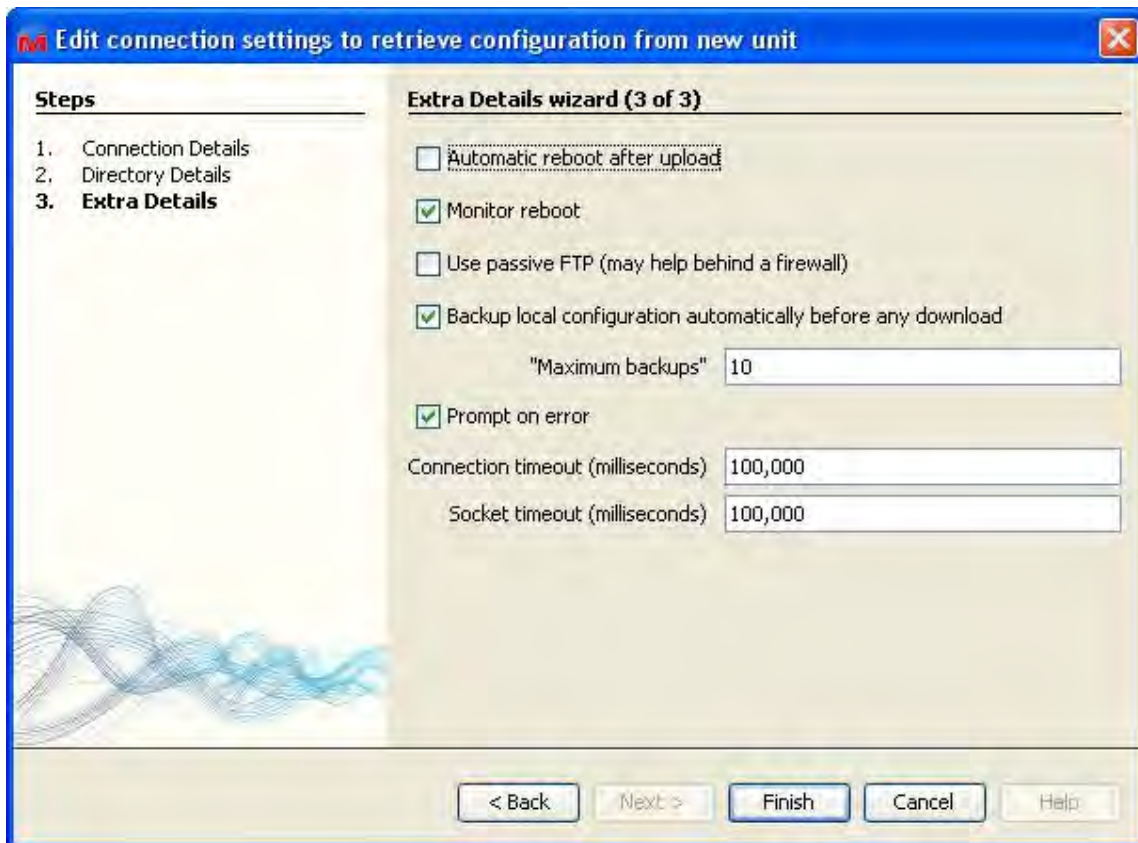 Edit connection settings to retrieve configuration from new unit
Steps
1. Connection Details
2. Directory Details
3. Extra Details
Extra Details wizard (3 of 3)
Automatic reboot after upload
Monitor reboot
Use passive FTP (may help behind a firewall)
Backup local configuration automatically before any download
"Maximum backups" 10
Prompt on error
Connection timeout (milliseconds) 100,000
Socket timeout (milliseconds) 100,000
< Back Next > Finish Cancel Help